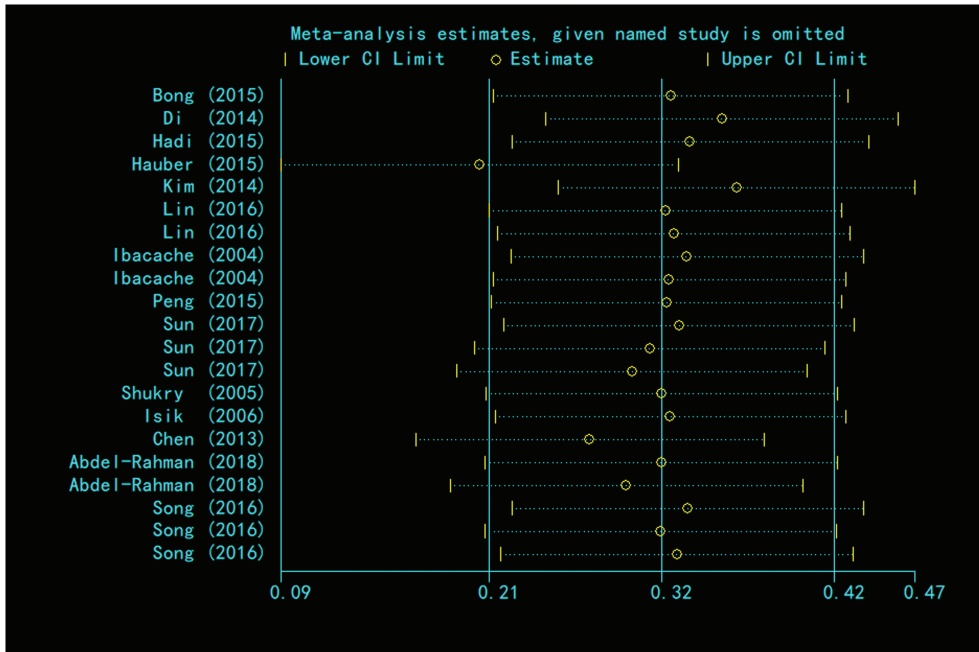 Meta-analysis estimates, given named study is omitted
Lower CI Limit Estimate Upper CI Limit
Bong (2015)
Di (2014)
Hadi (2015)
Hauber (2015)
Kim (2014)
Lin (2016)
Lin (2016)
Ibacache (2004)
Ibacache (2004)
Peng (2015)
Sun (2017)
Sun (2017)
Sun (2017)
Shukry (2005)
Isik (2006)
Chen (2013)
Abdel-Rahman (2018)
Abdel-Rahman (2018)
Song (2016)
Song (2016)
Song (2016)
0.09 0.21 0.32 0.42 0.47